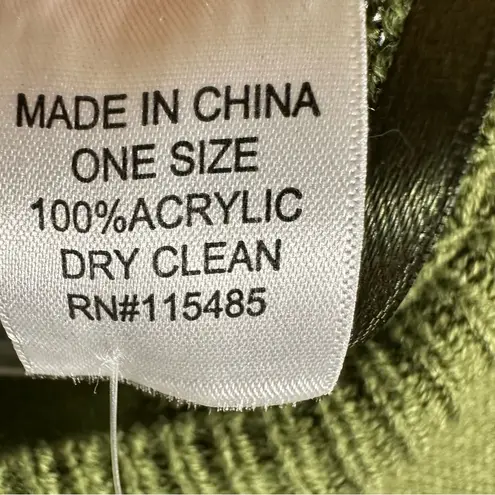 MADE IN CHINA
ONE SIZE
100%ACRYLIC
DRY CLEAN
RN#115485